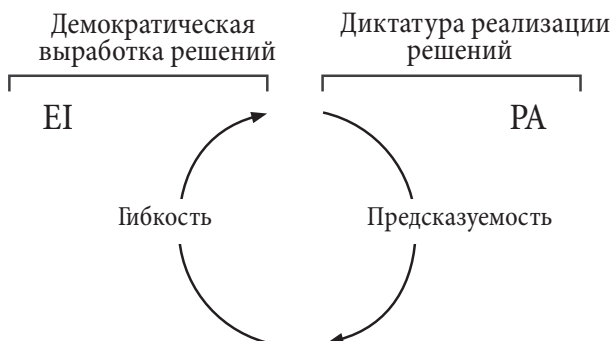 Демократическая
выработка решений
Диктатура реализации
решений
EI
PA
Гибкость
Предсказуемость